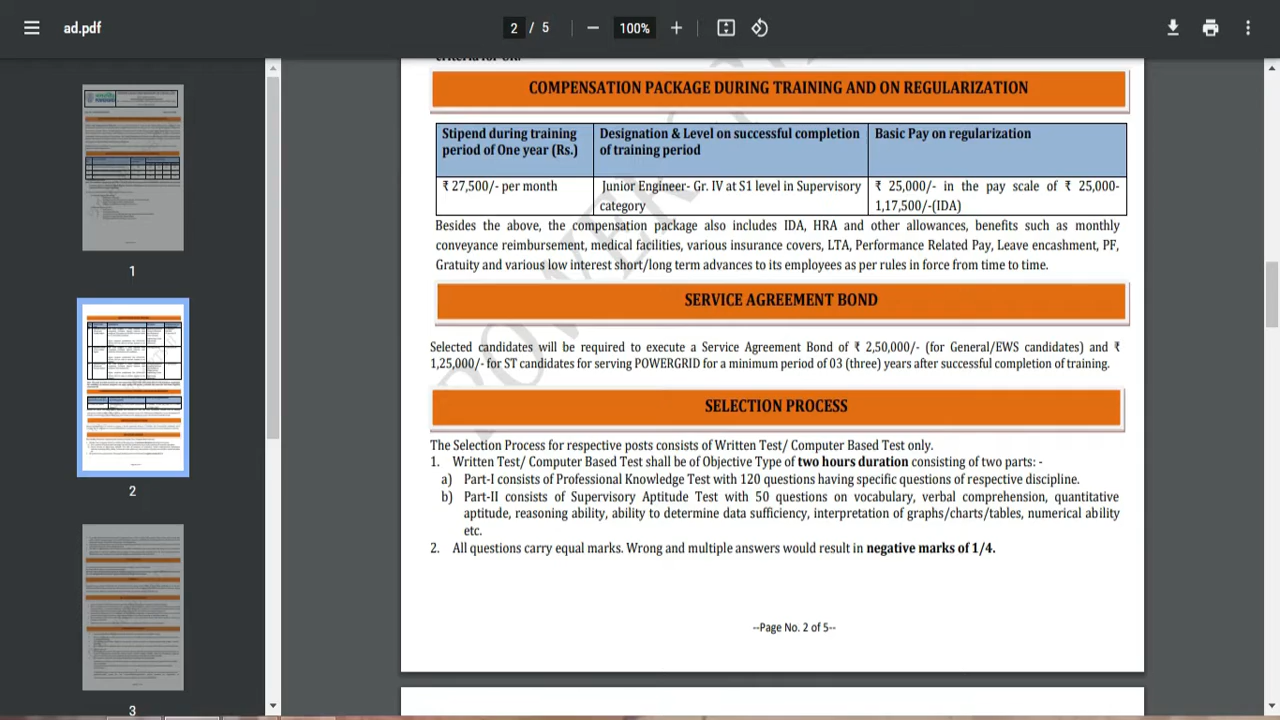 ad.pdf
2 / 5
100%
COMPENSATION PACKAGE DURING TRAINING AND ON REGULARIZATION
Stipend during training period of One year (Rs.)
Designation & Level on successful completion of training period
Basic Pay on regularization
₹ 27,500/- per month
Junior Engineer- Gr. IV at S1 level in Supervisory category
₹ 25,000/- in the pay scale of ₹ 25,000-1,17,500/-(IDA)
Besides the above, the compensation package also includes IDA, HRA and other allowances, benefits such as monthly
conveyance reimbursement, medical facilities, various insurance covers, LTA, Performance Related Pay, Leave encashment, PF,
Gratuity and various low interest short/long term advances to its employees as per rules in force from time to time.
SERVICE AGREEMENT BOND
Selected candidates will be required to execute a Service Agreement Bond of ₹ 2,50,000/- (for General/EWS candidates) and ₹
1,25,000/- for ST candidates for serving POWERGRID for a minimum period of 03 (three) years after successful completion of training.
SELECTION PROCESS
The Selection Process for respective posts consists of Written Test/ Computer Based Test only.
1. Written Test/ Computer Based Test shall be of Objective Type of two hours duration consisting of two parts: -
a) Part-I consists of Professional Knowledge Test with 120 questions having specific questions of respective discipline.
b) Part-II consists of Supervisory Aptitude Test with 50 questions on vocabulary, verbal comprehension, quantitative
aptitude, reasoning ability, ability to determine data sufficiency, interpretation of graphs/charts/tables, numerical ability
etc.
2. All questions carry equal marks. Wrong and multiple answers would result in negative marks of 1/4.
--Page No. 2 of 5--
1
2
3